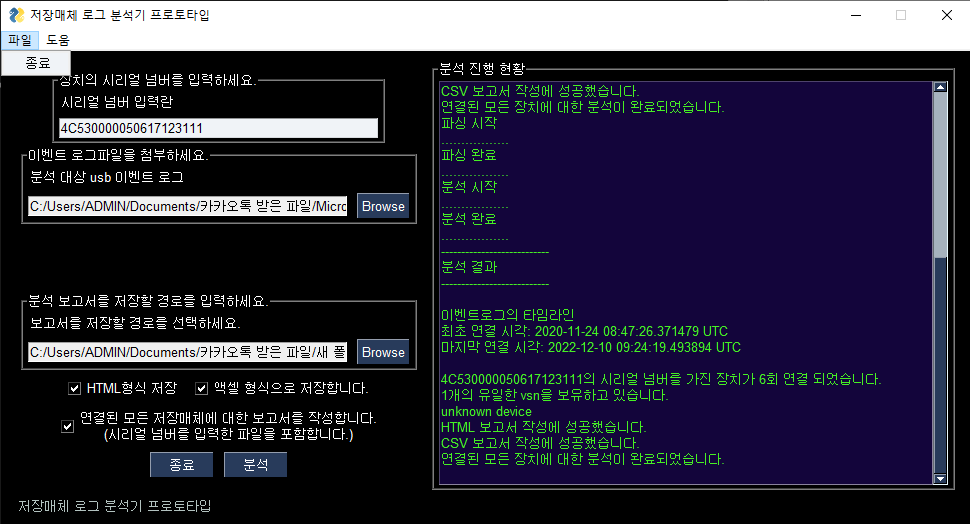 저장매체 로그 분석기 프로토타입
파일 도움
종료
장치의 시리얼 넘버를 입력하세요.
시리얼 넘버 입력란
4C530000050617123111
이벤트 로그파일을 첨부하세요.
분석 대상 usb 이벤트 로그
C:/Users/ADMIN/Documents/카카오톡 받은 파일/Micro
Browse
분석 보고서를 저장할 경로를 입력하세요.
보고서를 저장할 경로를 선택하세요.
C:/Users/ADMIN/Documents/카카오톡 받은 파일/새 폴
Browse
HTML형식 저장 액셀 형식으로 저장합니다.
연결된 모든 저장매체에 대한 보고서를 작성합니다.
(시리얼 넘버를 입력한 파일을 포함합니다.)
종료 분석
저장매체 로그 분석기 프로토타입
분석 진행 현황
CSV 보고서 작성에 성공했습니다.
연결된 모든 장치에 대한 분석이 완료되었습니다.
파싱 시작
.................
파싱 완료
.................
분석 시작
.................
분석 완료
.................
---------------------------
분석 결과
---------------------------
이벤트로그의 타임라인
최초 연결 시각: 2020-11-24 08:47:26.371479 UTC
마지막 연결 시각: 2022-12-10 09:24:19.493894 UTC
4C530000050617123111의 시리얼 넘버를 가진 장치가 6회 연결 되었습니다.
1개의 유일한 vsn을 보유하고 있습니다.
unknown device
HTML 보고서 작성에 성공했습니다.
CSV 보고서 작성에 성공했습니다.
연결된 모든 장치에 대한 분석이 완료되었습니다.